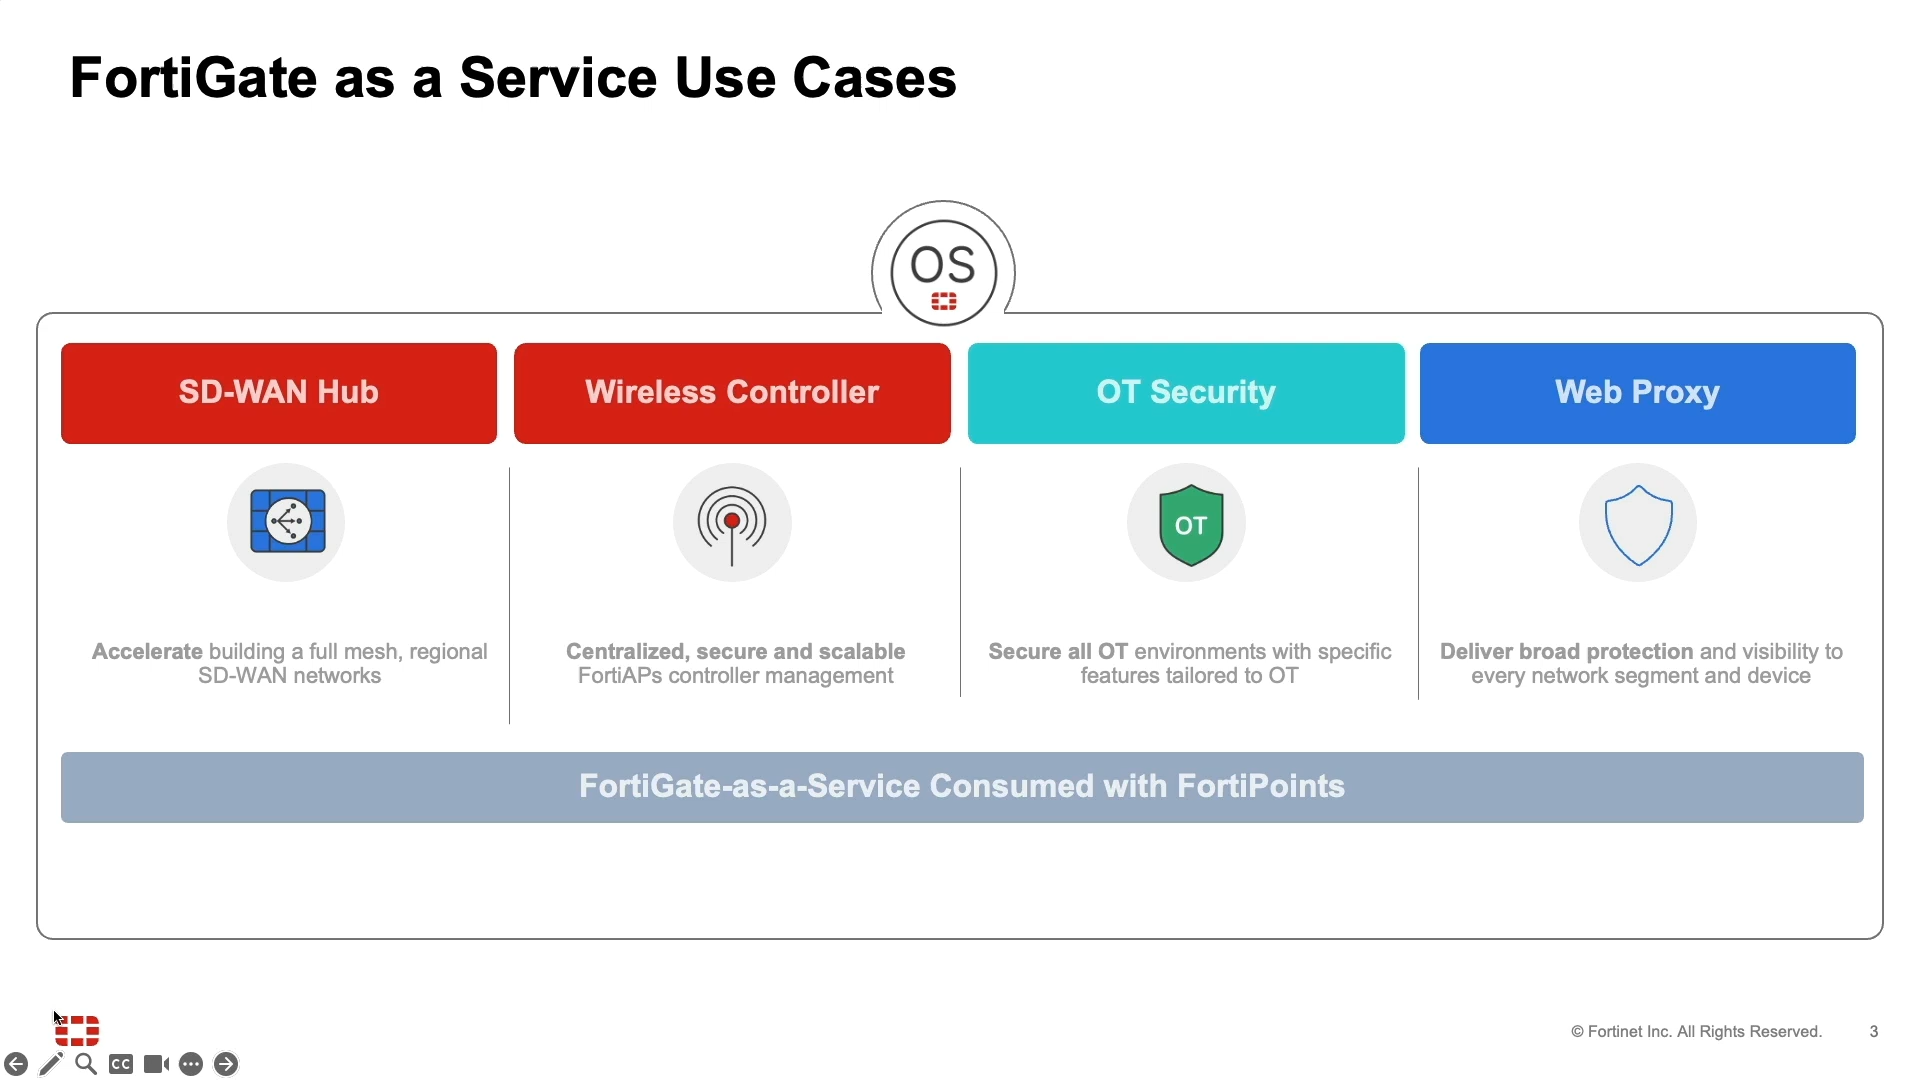 FortiGate as a Service Use Cases
OS
SD-WAN Hub
Wireless Controller
OT Security
Web Proxy
OT
Accelerate building a full mesh, regional
SD-WAN networks
Centralized, secure and scalable
FortiAPs controller management
Secure all OT environments with specific
features tailored to OT
Deliver broad protection and visibility to
every network segment and device
FortiGate-as-a-Service Consumed with FortiPoints
© Fortinet Inc. All Rights Reserved.
3
CC